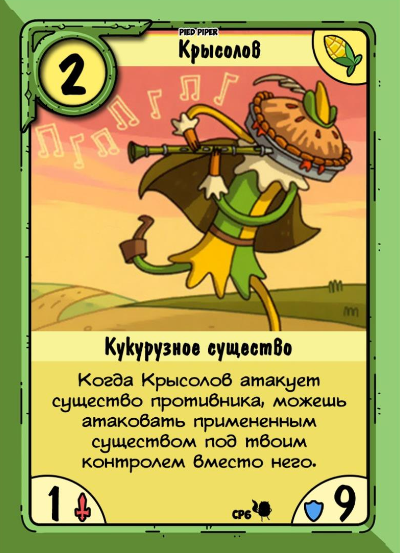 PIED PIPER
Крысолов
2
Кукурузное существо
Когда Крысолов атакует
существо противника, можешь
атаковать примененным
существом под твоим
контролем вместо него.
1
СР6
9